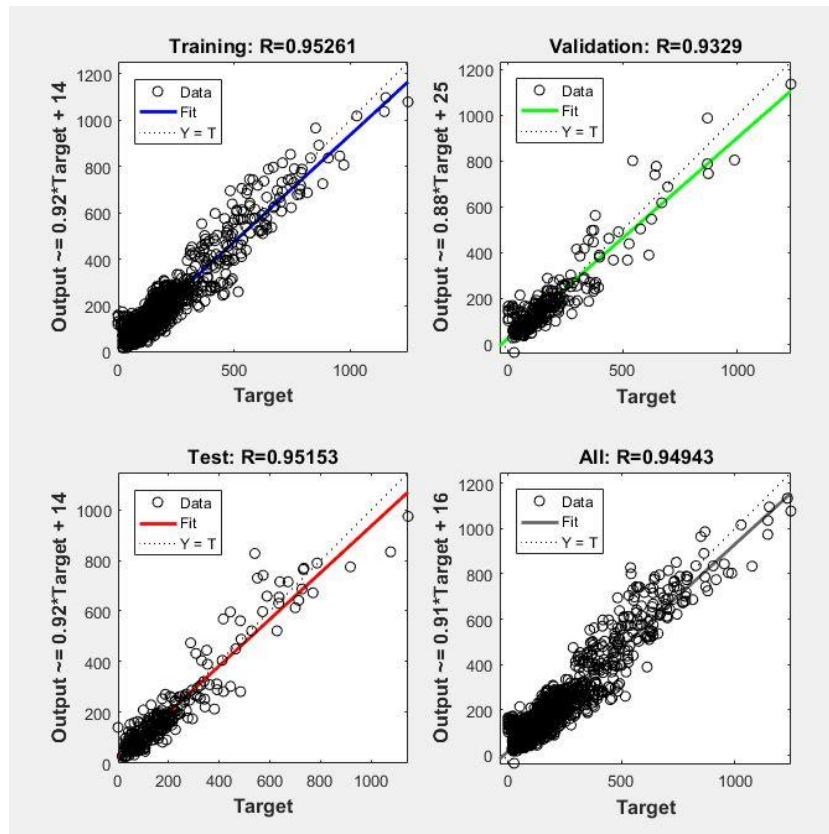 Training: R=0.95261
Output ~= 0.92*Target + 14
1200
1000
800
600
400
200
0
Data
Fit
Y = T
0 500 1000
Target
Validation: R=0.9329
Output ~= 0.88*Target + 25
1200
1000
800
600
400
200
0
Data
Fit
Y = T
0 500 1000
Target
Test: R=0.95153
Output ~= 0.92*Target + 14
1000
800
600
400
200
0
Data
Fit
Y = T
0 200 400 600 800 1000
Target
All: R=0.94943
Output ~= 0.91*Target + 16
1200
1000
800
600
400
200
0
Data
Fit
Y = T
0 500 1000
Target